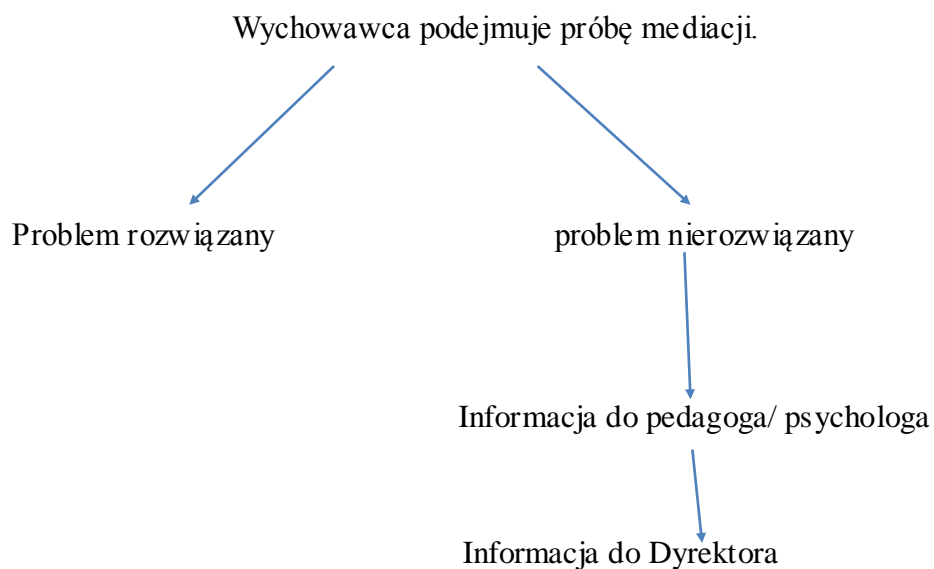 Wychowawca podejmuje próbę mediacji.
Problem rozwiązany
problem nierozwiązany
Informacja do pedagoga/ psychologa
Informacja do Dyrektora